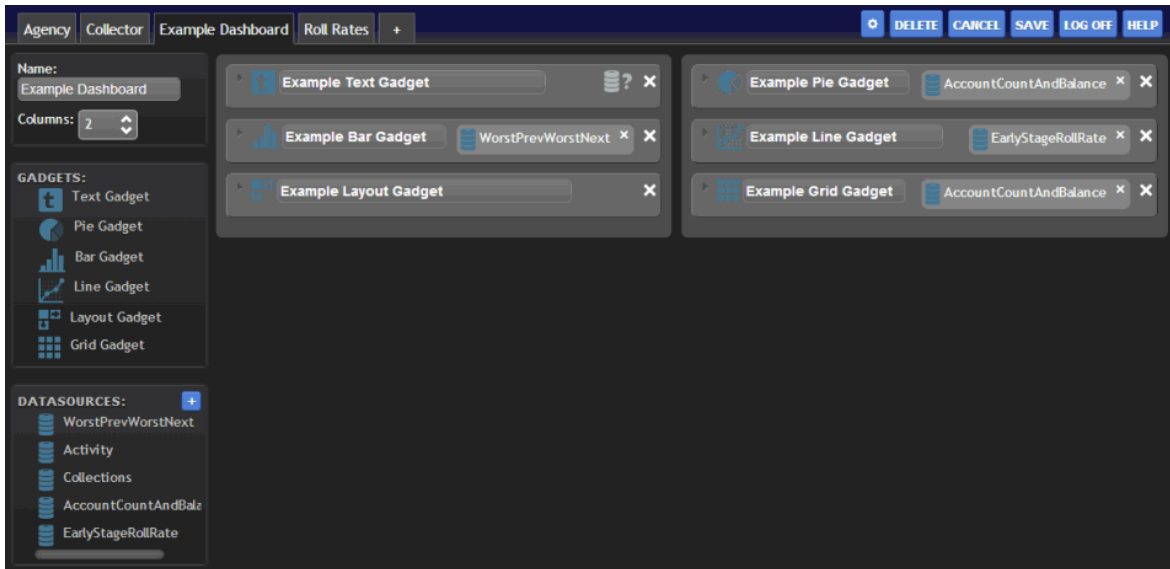 Agency Collector Example Dashboard Roll Rates +
DELETE CANCEL SAVE LOG OFF HELP
Name:
Example Dashboard
Columns: 2
GADGETS:
t Text Gadget
Pie Gadget
Bar Gadget
Line Gadget
Layout Gadget
Grid Gadget
DATASOURCES: +
WorstPrevWorstNext
Activity
Collections
AccountCountAndBala
EarlyStageRollRate
t Example Text Gadget ? ×
Example Bar Gadget WorstPrevWorstNext × ×
Example Layout Gadget ×
Example Pie Gadget AccountCountAndBalance × ×
Example Line Gadget EarlyStageRollRate × ×
Example Grid Gadget AccountCountAndBalance × ×